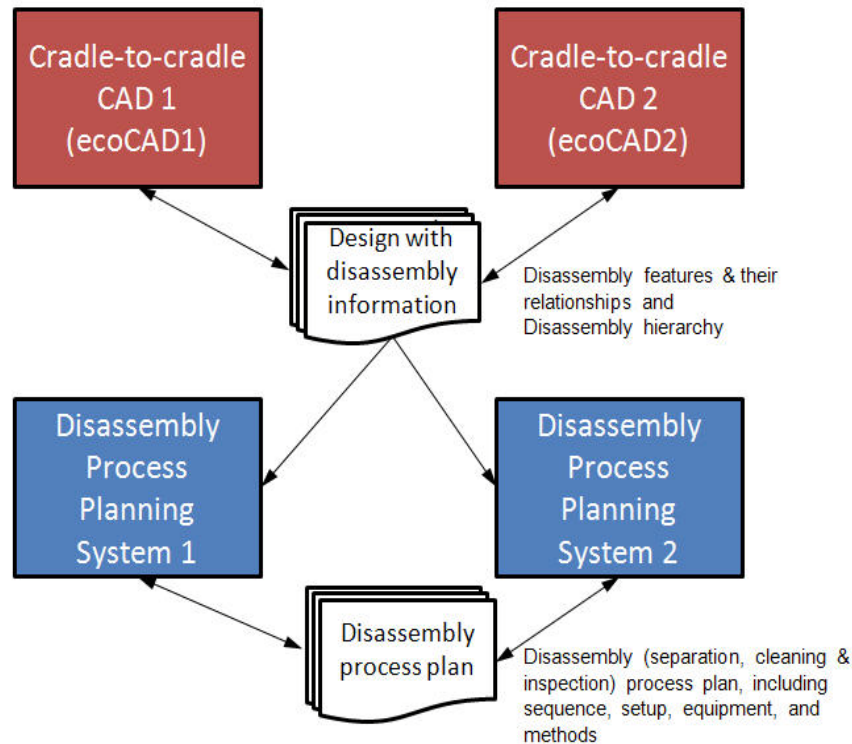 Cradle-to-cradle
CAD 1
(ecoCAD1)
Cradle-to-cradle
CAD 2
(ecoCAD2)
Design with
disassembly
information
Disassembly features & their
relationships and
Disassembly hierarchy
Disassembly
Process
Planning
System 1
Disassembly
Process
Planning
System 2
Disassembly
process plan
Disassembly (separation, cleaning &
inspection) process plan, including
sequence, setup, equipment, and
methods